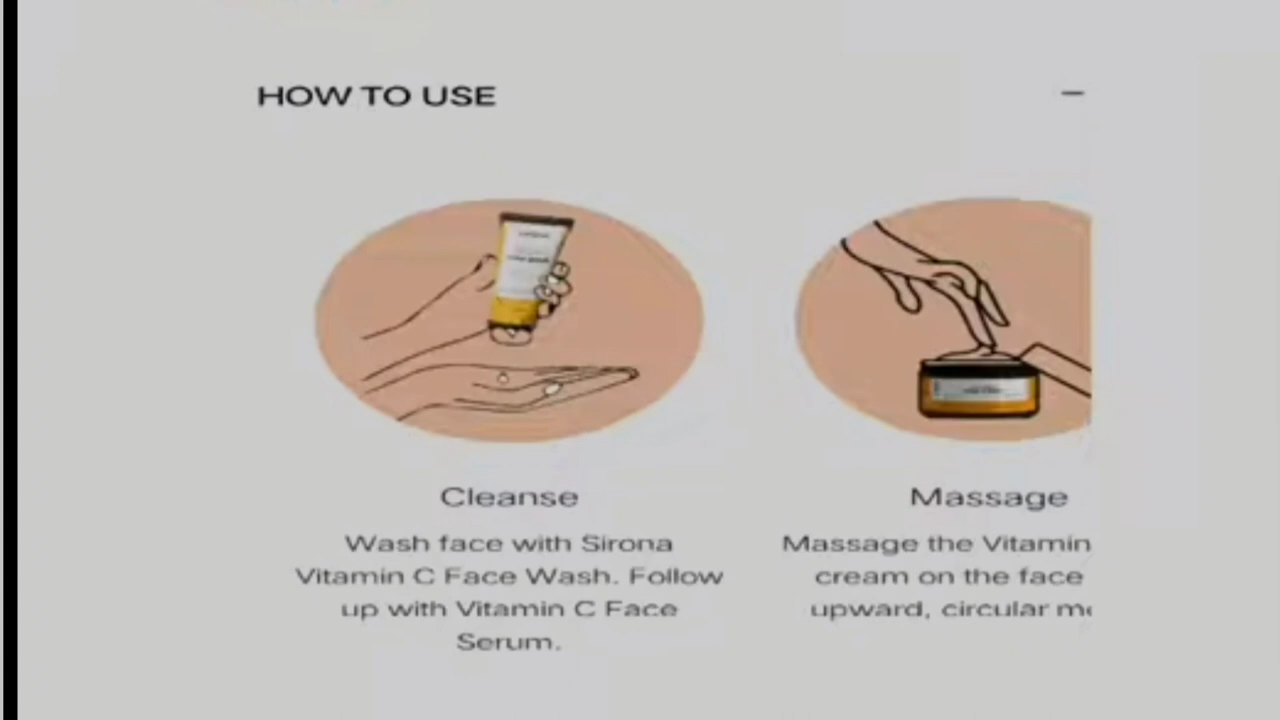 HOW TO USE
Cleanse
Wash face with Sirona
Vitamin C Face Wash. Follow
up with Vitamin C Face
Serum.
Massage
Massage the Vitamin
cream on the face
upward, circular